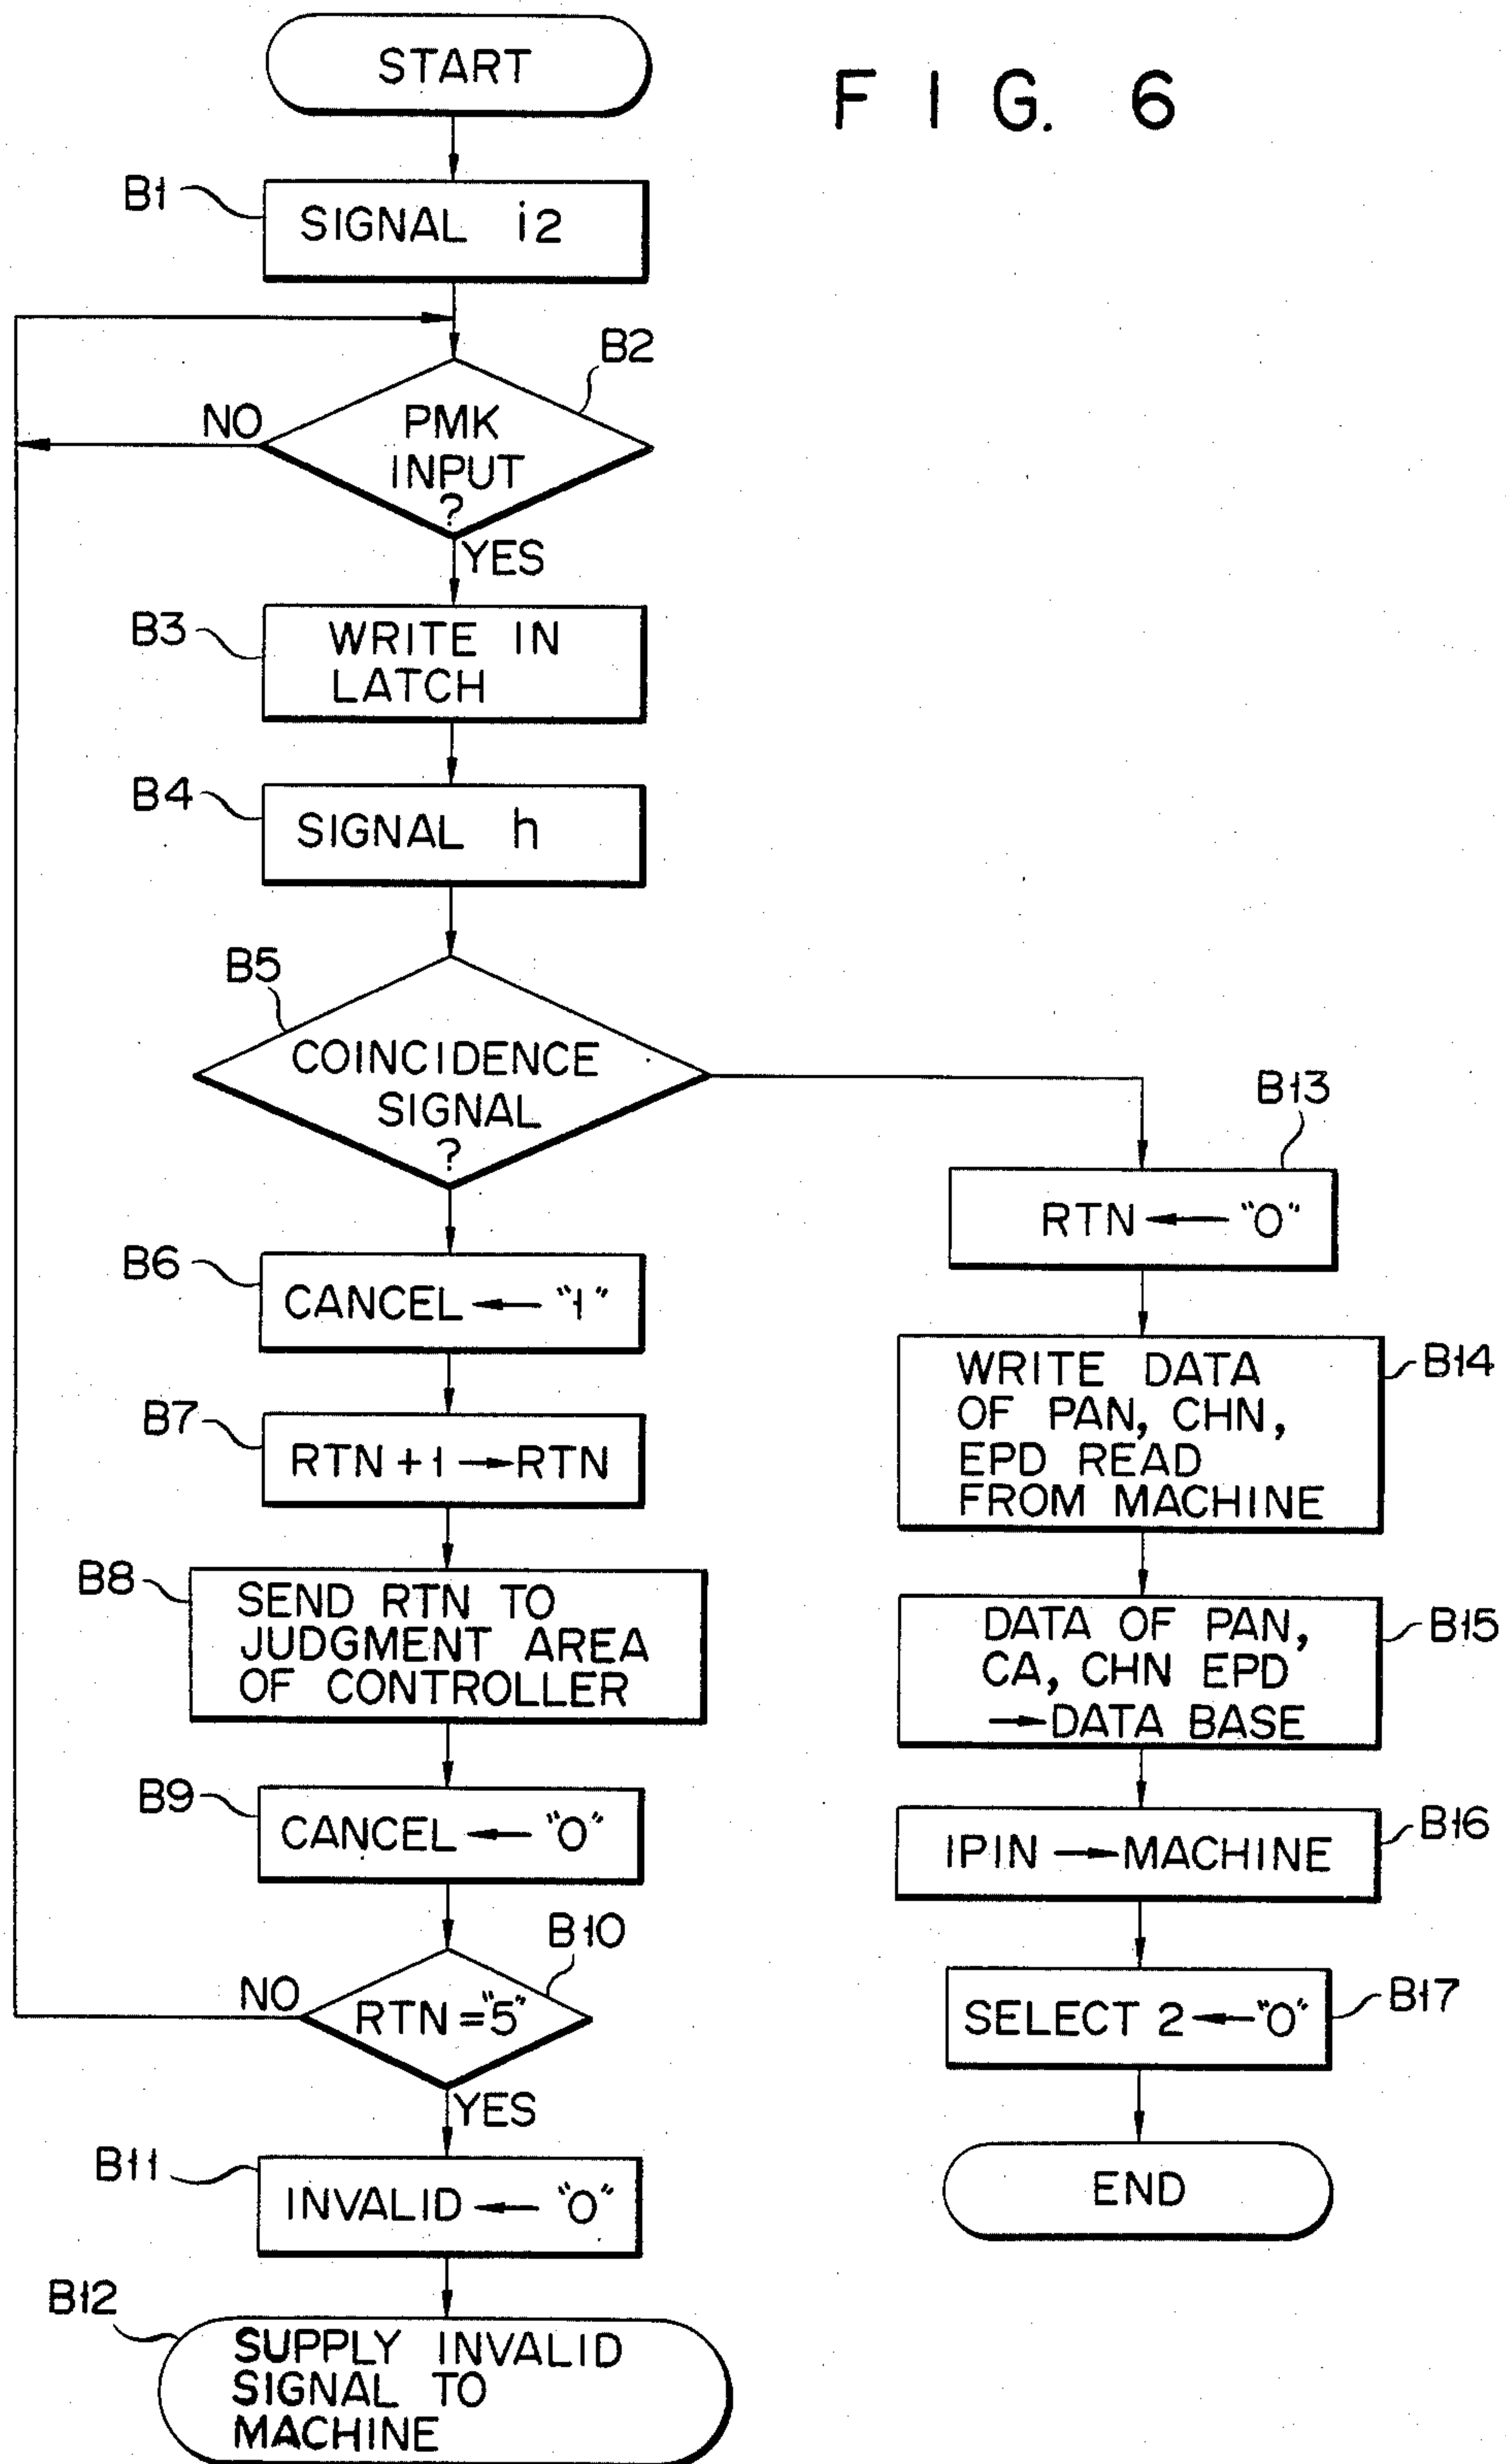 START
F I G. 6
B1
SIGNAL i2
B2
NO
PMK
INPUT
?
YES
B3
WRITE IN
LATCH
B4
SIGNAL h
B5
COINCIDENCE
SIGNAL
?
B6
CANCEL ← "1"
B7
RTN + 1 → RTN
B8
SEND RTN TO
JUDGMENT AREA
OF CONTROLLER
B9
CANCEL ← "0"
B10
NO
RTN = "5"
YES
B11
INVALID ← "0"
B12
SUPPLY INVALID
SIGNAL TO
MACHINE
B13
RTN ← "0"
B14
WRITE DATA
OF PAN, CHN,
EPD READ
FROM MACHINE
B15
DATA OF PAN,
CA, CHN EPD
→ DATA BASE
B16
IPIN → MACHINE
B17
SELECT 2 ← "0"
END